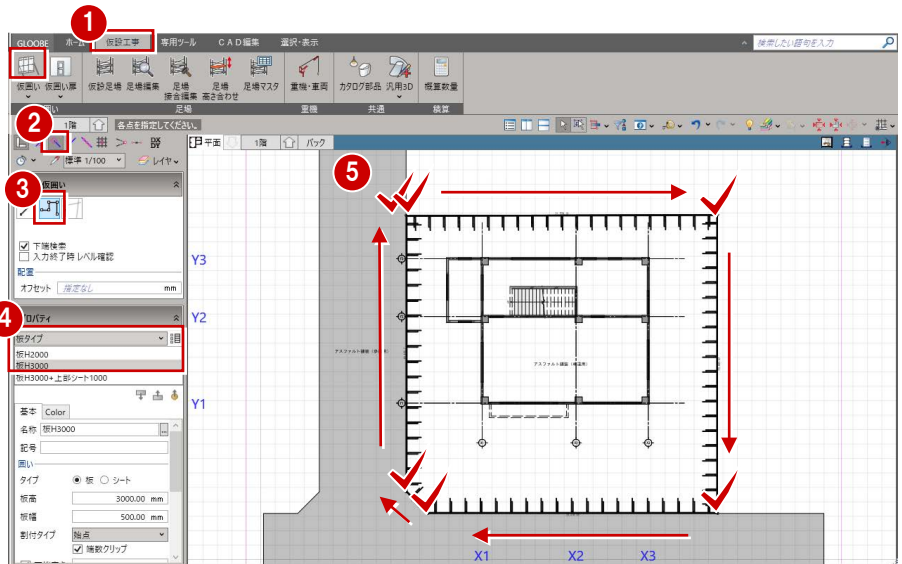 1
GLOOBE ホーム 仮設工事 専用ツール CAD編集 選択・表示
検索したい語句を入力
仮囲い 仮囲い扉 仮設足場 足場編集 足場接合編集 足場高さ合わせ 足場マスタ 重機・車両 カタログ部品 汎用3D 概算数量
囲い 足場 重機 共通 積算
2
1階 各点を指定してください。
平面 1階 バック
標準 1/100 レイヤ
3
仮囲い
5
下端検索
入力終了時 レベル確認
配置
オフセット 指定なし mm
Y3
4
プロパティ
Y2
板タイプ
板H2000
板H3000
板H3000+上部シート1000
Y1
基本 Color
名称 板H3000
記号
囲い
タイプ 板 シート
板高 3000.00 mm
板幅 500.00 mm
割付タイプ 始点
端数クリップ
X1 X2 X3